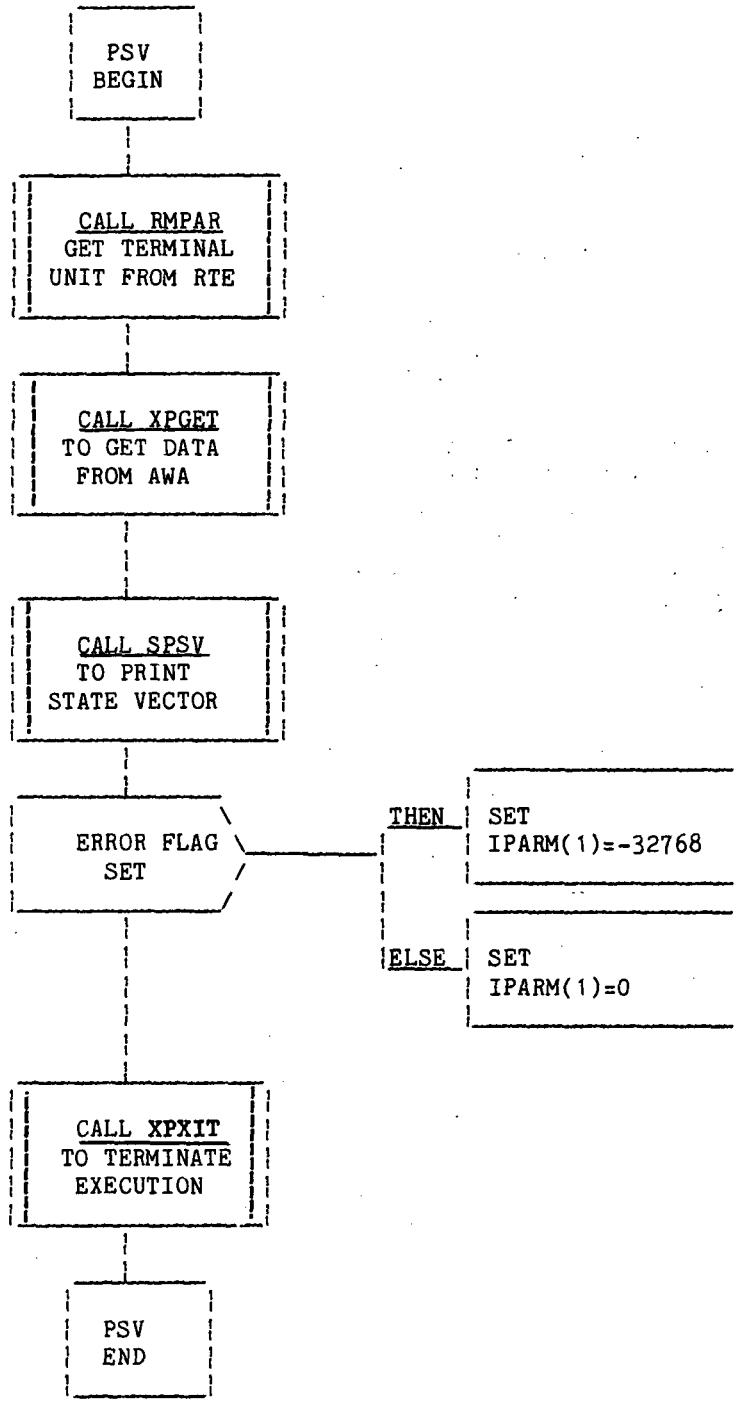 PSV
BEGIN
CALL RMPAR
GET TERMINAL
UNIT FROM RTE
CALL XPGET
TO GET DATA
FROM AWA
CALL SPSV
TO PRINT
STATE VECTOR
ERROR FLAG
SET
THEN
SET
IPARM(1)=-32768
ELSE
SET
IPARM(1)=0
CALL XPXIT
TO TERMINATE
EXECUTION
PSV
END